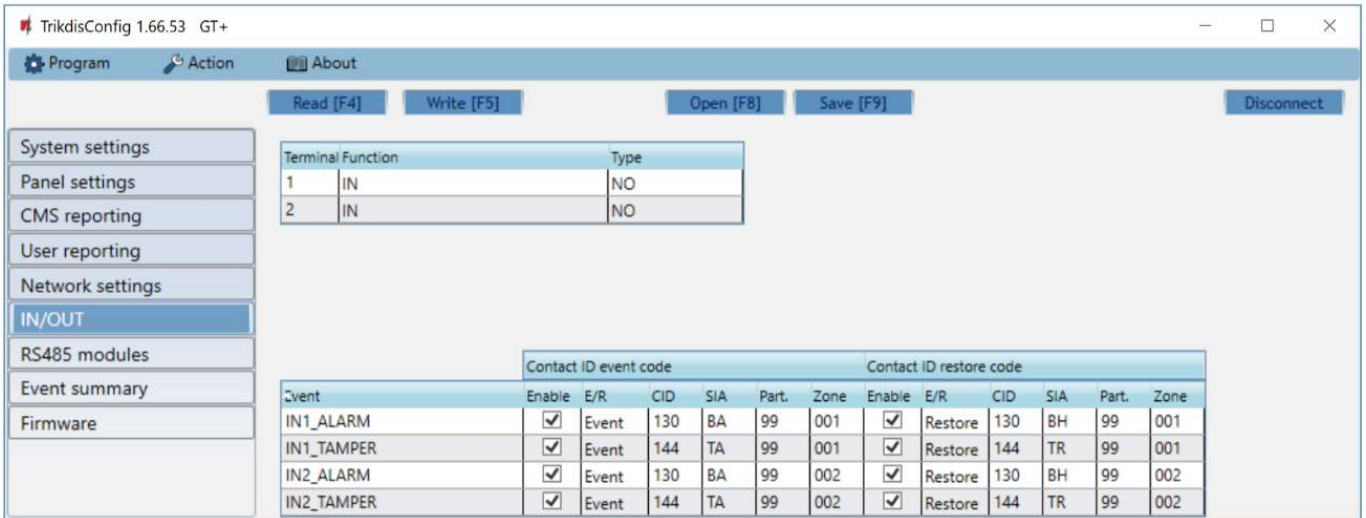 TrikdisConfig 1.66.53 GT+
Program Action About
Read [F4] Write [F5] Open [F8] Save [F9] Disconnect
System settings
Panel settings
CMS reporting
User reporting
Network settings
IN/OUT
RS485 modules
Event summary
Firmware
Terminal Function Type
1 IN NO
2 IN NO
Contact ID event code Contact ID restore code
Event Enable E/R CID SIA Part. Zone Enable E/R CID SIA Part. Zone
IN1_ALARM Event 130 BA 99 001 Restore 130 BH 99 001
IN1_TAMPER Event 144 TA 99 001 Restore 144 TR 99 001
IN2_ALARM Event 130 BA 99 002 Restore 130 BH 99 002
IN2_TAMPER Event 144 TA 99 002 Restore 144 TR 99 002